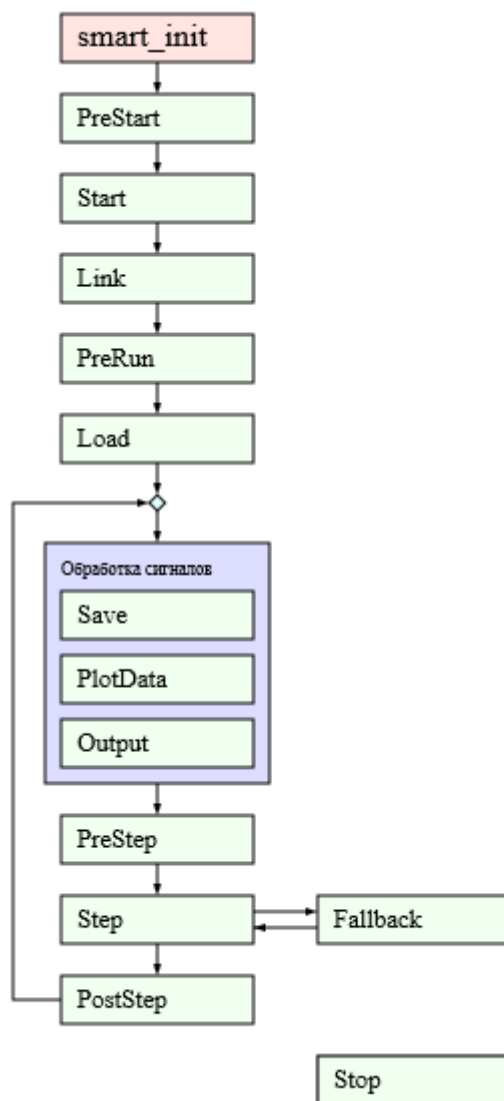 smart_init
PreStart
Start
Link
PreRun
Load
Обработка сигналов
Save
PlotData
Output
PreStep
Step
Fallback
PostStep
Stop